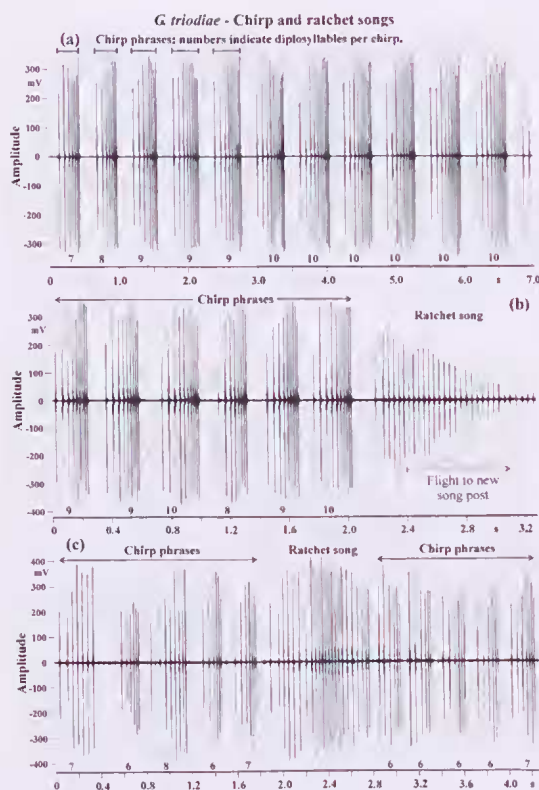 G. triodiae - Chirp and ratchet songs
(a)
Chirp phrases: numbers indicate diplosyllables per chirp.
300
mV
200
100
0
-100
-200
-300
Amplitude
7 8 9 9 9 10 10 10 10 10 10
0 1.0 2.0 3.0 4.0 5.0 6.0 s 7.0
Chirp phrases
(b)
Ratchet song
300
mV
200
100
0
-100
-200
-300
-400
Amplitude
Flight to new
song post
9 9 10 8 9 10
0 0.4 0.8 1.2 1.6 2.0 2.4 2.8 s 3.2
(c)
Chirp phrases
Ratchet song
Chirp phrases
400
mV
300
200
100
0
-100
-200
-300
-400
Amplitude
7 6 8 6 7 6 6 6 6 7
0 0.4 0.8 1.2 1.6 2.0 2.4 2.8 3.2 3.6 4.0 s